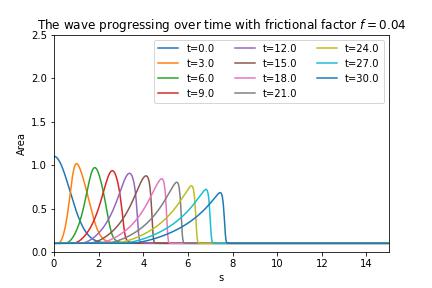 The wave progressing over time with frictional factor f = 0.04
2.5
2.0
1.5
1.0
0.5
0.0
Area
t=0.0
t=3.0
t=6.0
t=9.0
t=12.0
t=15.0
t=18.0
t=21.0
t=24.0
t=27.0
t=30.0
0 2 4 6 8 10 12 14
s